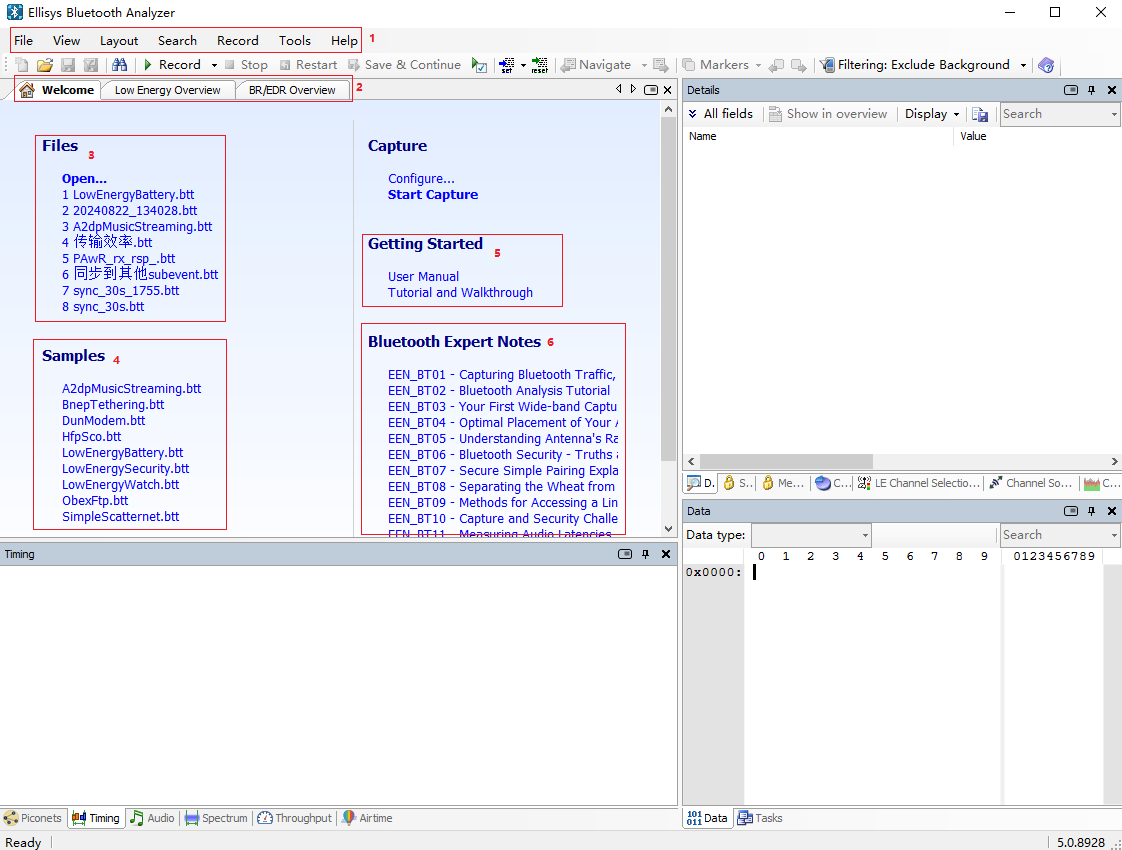 Ellisys Bluetooth Analyzer
File View Layout Search Record Tools Help 1
Record Stop Restart Save & Continue set reset Navigate Markers Filtering: Exclude Background
Welcome Low Energy Overview BR/EDR Overview 2
Files
3
Open...
1 LowEnergyBattery.btt
2 20240822_134028.btt
3 A2dpMusicStreaming.btt
4 传输效率.btt
5 PAwR_rx_rsp_.btt
6 同步到其他subevent.btt
7 sync_30s_1755.btt
8 sync_30s.btt
Samples 4
A2dpMusicStreaming.btt
BnepTethering.btt
DunModem.btt
HfpSco.btt
LowEnergyBattery.btt
LowEnergySecurity.btt
LowEnergyWatch.btt
ObexFtp.btt
SimpleScatternet.btt
Capture
Configure...
Start Capture
Getting Started
5
User Manual
Tutorial and Walkthrough
Bluetooth Expert Notes 6
EEN_BT01 - Capturing Bluetooth Traffic,
EEN_BT02 - Bluetooth Analysis Tutorial
EEN_BT03 - Your First Wide-band Captu
EEN_BT04 - Optimal Placement of Your A
EEN_BT05 - Understanding Antenna's Ra
EEN_BT06 - Bluetooth Security - Truths a
EEN_BT07 - Secure Simple Pairing Expla
EEN_BT08 - Separating the Wheat from
EEN_BT09 - Methods for Accessing a Lin
EEN_BT10 - Capture and Security Challe
EEN_BT11 - Measuring Audio Latencies
Details
All fields Show in overview Display Search
Name Value
D. S.. Me... C... LE Channel Selectio... Channel So... C...
Data
Data type: Search
0 1 2 3 4 5 6 7 8 9 0123456789
0x0000:
Timing
Piconets Timing Audio Spectrum Throughput Airtime
101 011 Data Tasks
Ready 5.0.8928